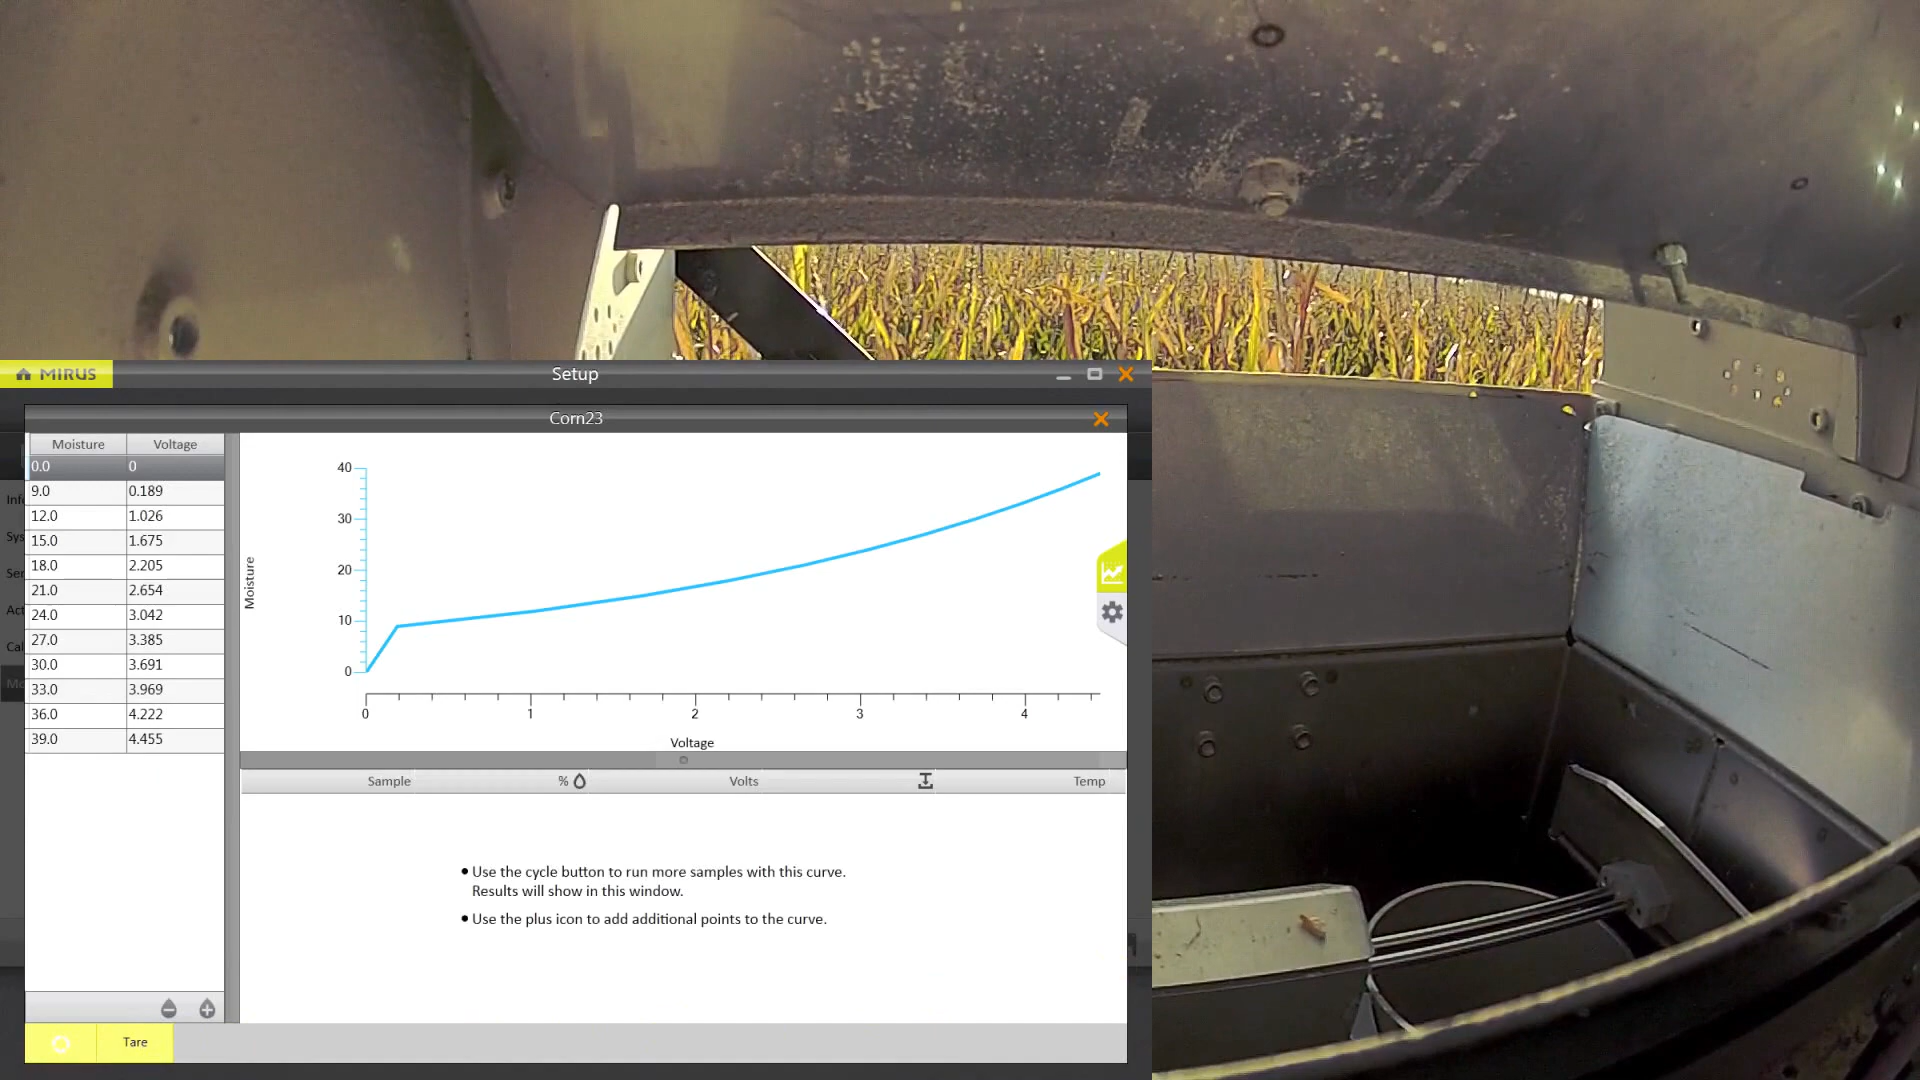 MIRUS
Setup
Corn23
Moisture Voltage
0.0 0
9.0 0.189
12.0 1.026
15.0 1.675
18.0 2.205
21.0 2.654
24.0 3.042
27.0 3.385
30.0 3.691
33.0 3.969
36.0 4.222
39.0 4.455
Moisture
40
30
20
10
0
0 1 2 3 4
Voltage
Sample % Volts Temp
• Use the cycle button to run more samples with this curve.
Results will show in this window.
• Use the plus icon to add additional points to the curve.
Tare